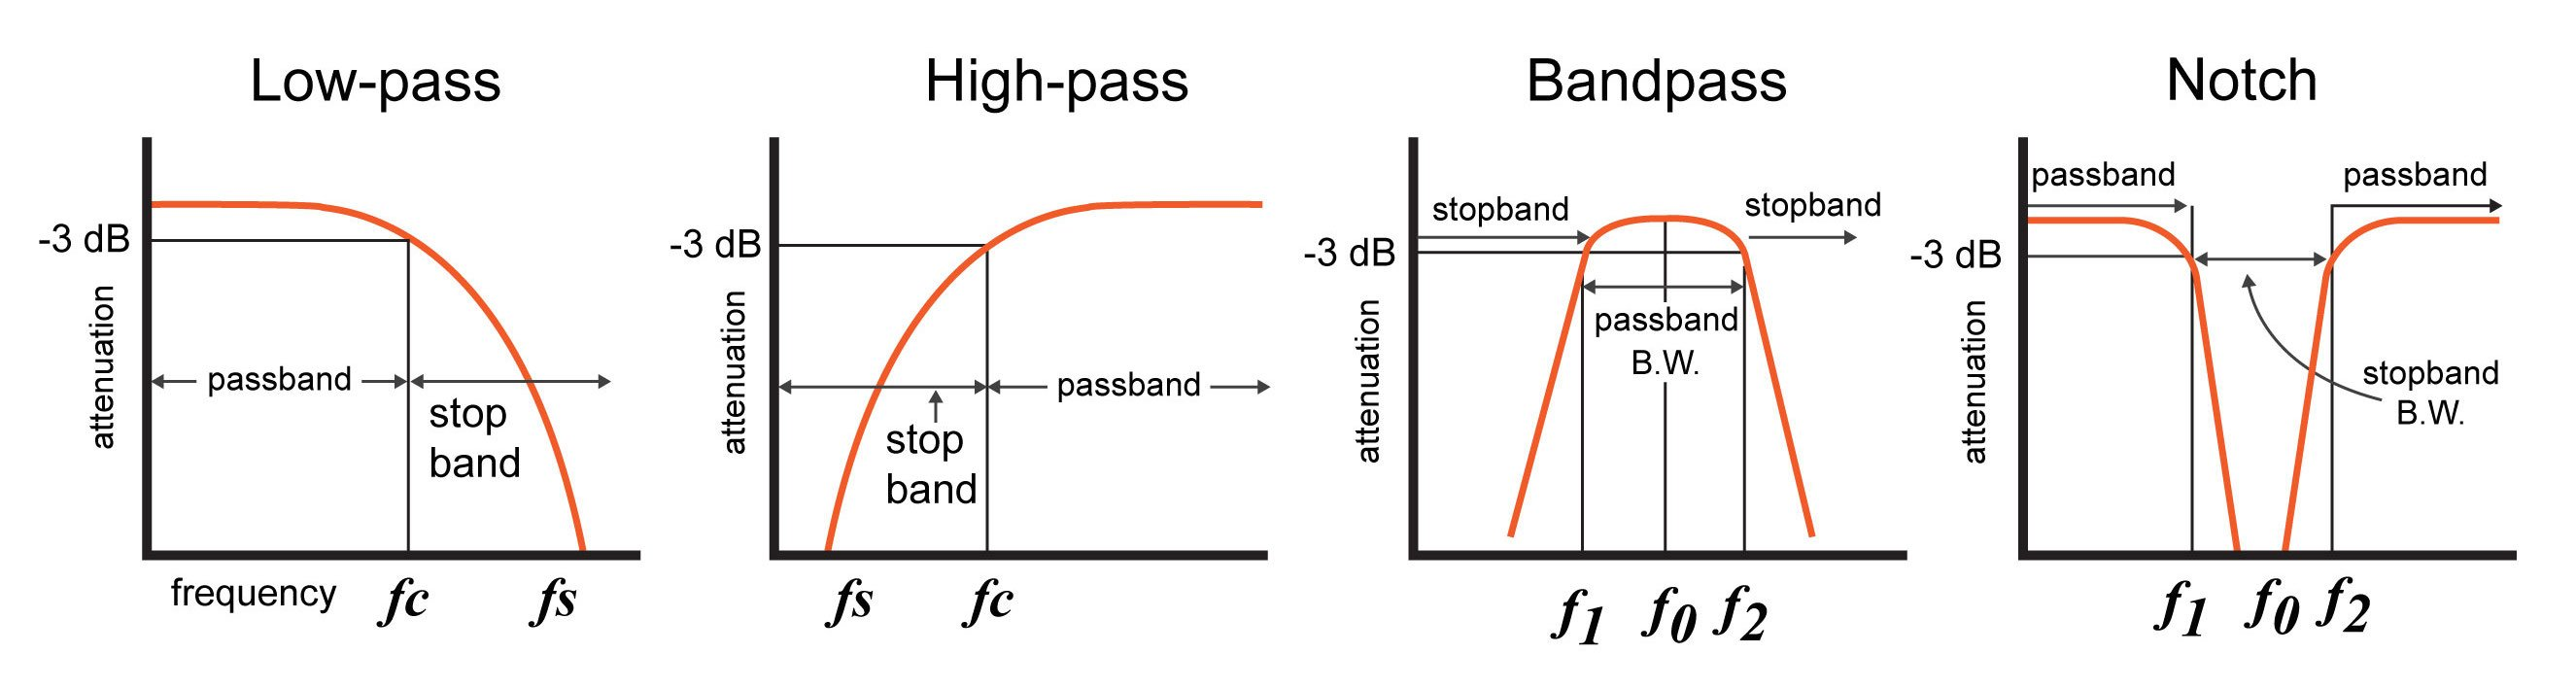 Low-pass
-3 dB
attenuation
passband
stop
band
frequency
fc
fs
High-pass
-3 dB
attenuation
passband
stop
band
fs
fc
Bandpass
stopband
stopband
-3 dB
attenuation
passband
B.W.
f1
f0
f2
Notch
passband
passband
-3 dB
attenuation
stopband
B.W.
f1
f0
f2